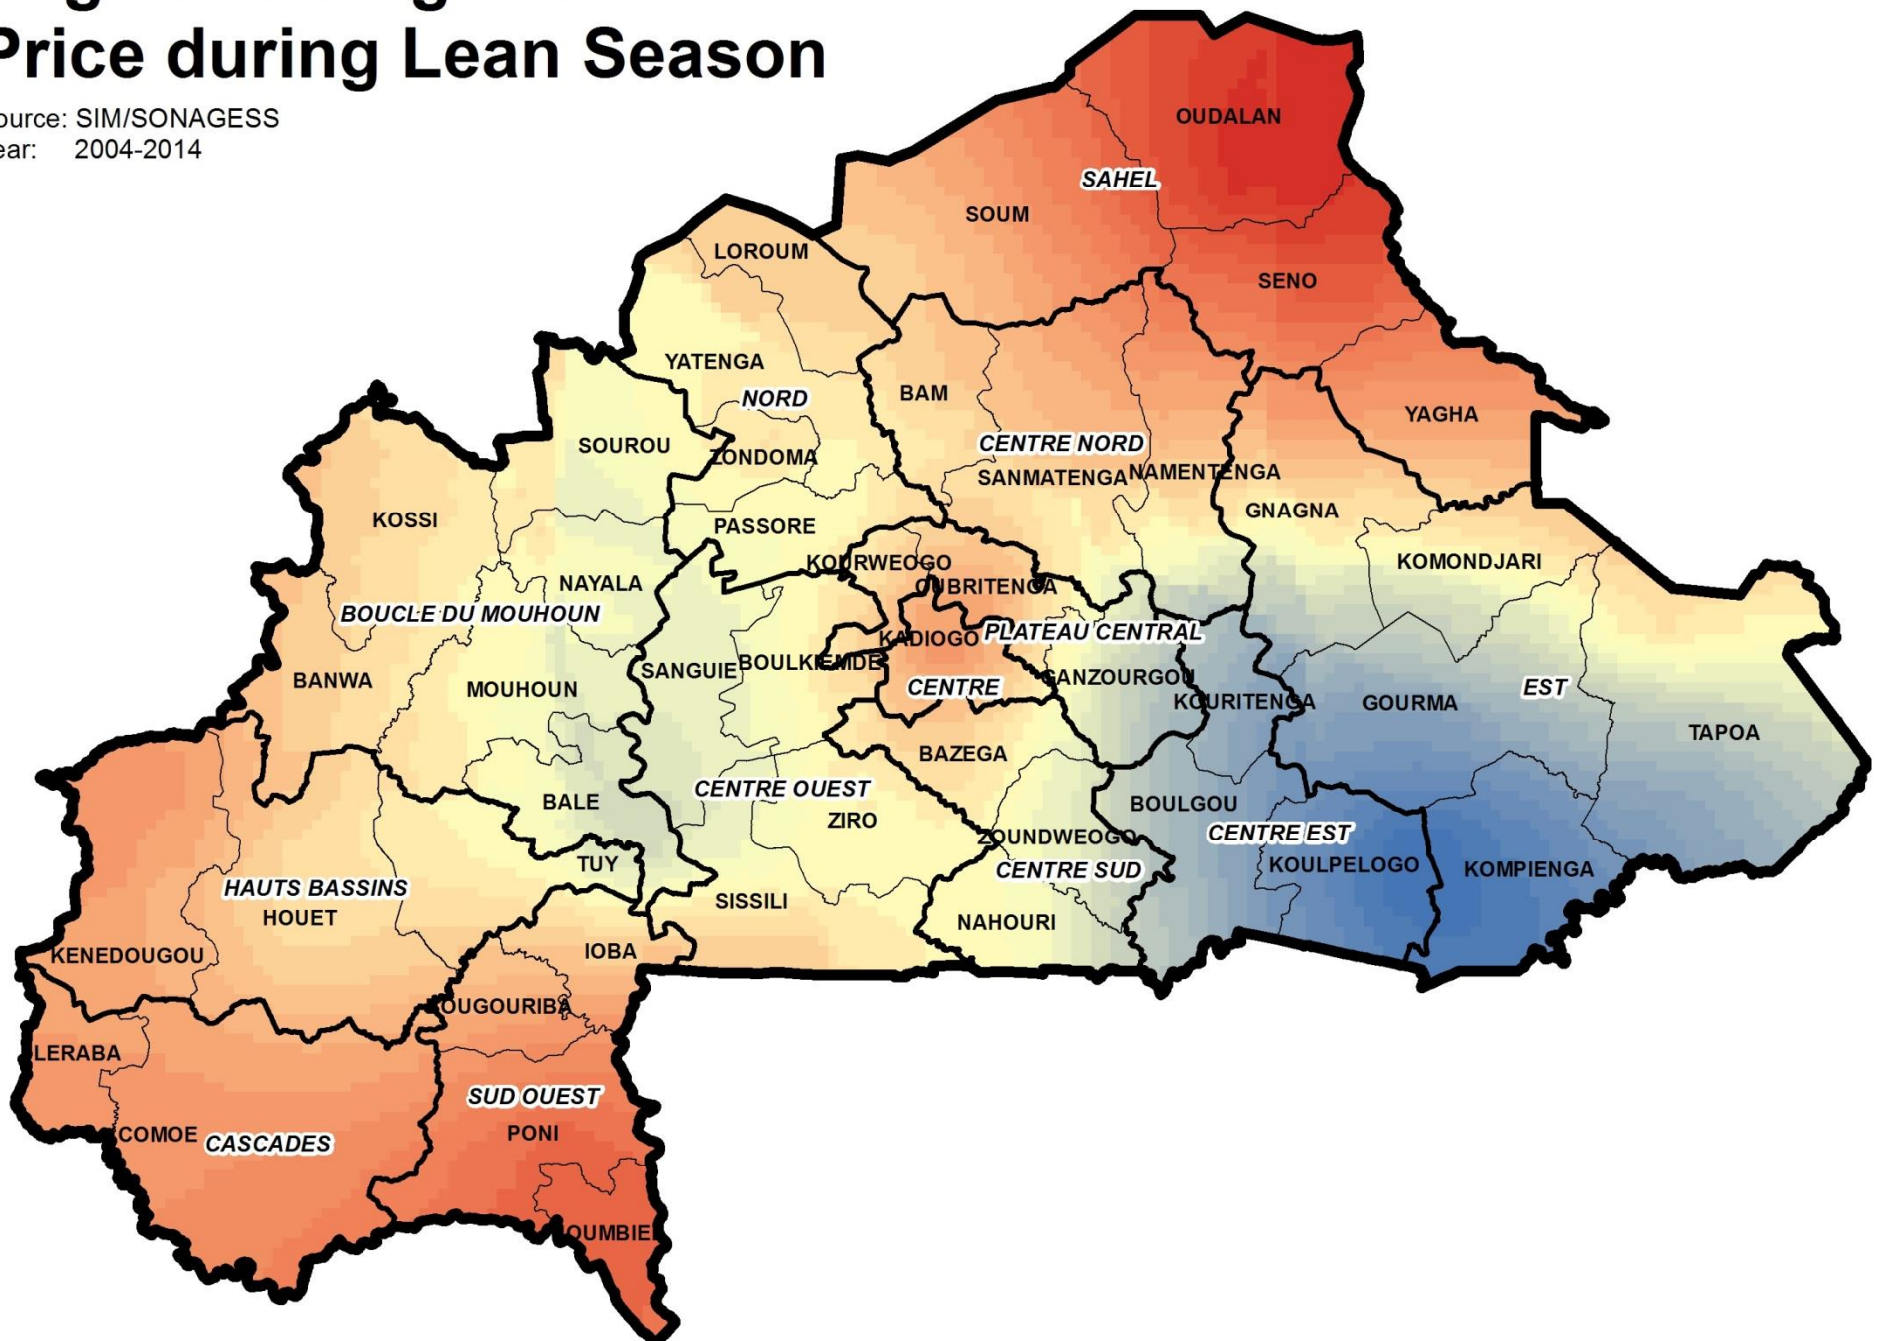 Price during Lean Season
ource: SIM/SONAGESS
ear: 2004-2014
OUDALAN
SAHEL
SOUM
LOROUM
SENO
YATENGA
NORD
BAM
YAGHA
SOUROU
ZONDOMA
CENTRE NORD
SANMATENGA
NAMENTENGA
GNAGNA
KOSSI
PASSORE
KOURWEOGO
KOMONDJARI
NAYALA
OUBRITENGA
BOUCLE DU MOUHOUN
KADIOGO
PLATEAU CENTRAL
SANGUIE
BOULKIEMDE
BANWA
MOUHOUN
GANZOURGOU
CENTRE
EST
KOURITENGA
GOURMA
TAPOA
BAZEGA
CENTRE OUEST
BALE
BOULGOU
ZIRO
ZOUNDWEOGO
CENTRE EST
TUY
CENTRE SUD
KOULPELOGO
KOMPIENGA
HAUTS BASSINS
HOUET
SISSILI
NAHOURI
KENEDOUGOU
IOBA
OUGOURIBA
LERABA
SUD OUEST
COMOE
CASCADES
PONI
OUMBIE